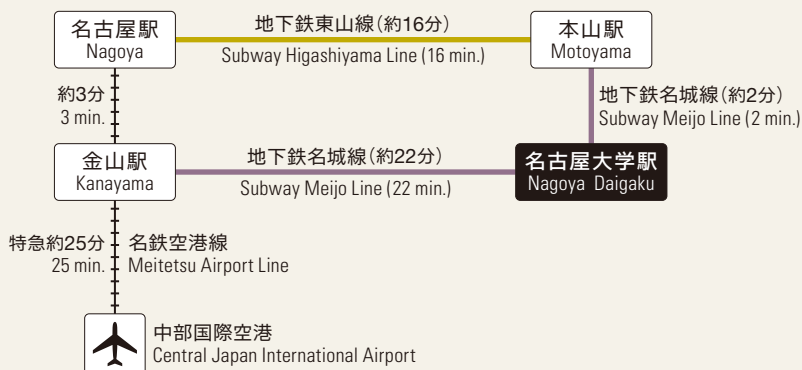 名古屋駅
Nagoya
地下鉄東山線(約16分)
Subway Higashiyama Line (16 min.)
本山駅
Motoyama
約3分
3 min.
地下鉄名城線(約2分)
Subway Meijo Line (2 min.)
金山駅
Kanayama
地下鉄名城線(約22分)
Subway Meijo Line (22 min.)
名古屋大学駅
Nagoya Daigaku
特急約25分
25 min.
名鉄空港線
Meitetsu Airport Line
中部国際空港
Central Japan International Airport